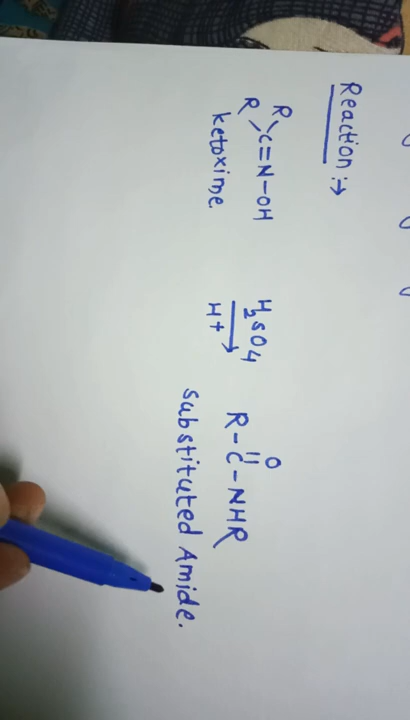 Reaction :→
R
R >C=N-OH
ketoxime.
H₂SO₄
H+
O
R-C-NHR
substituted Amide.